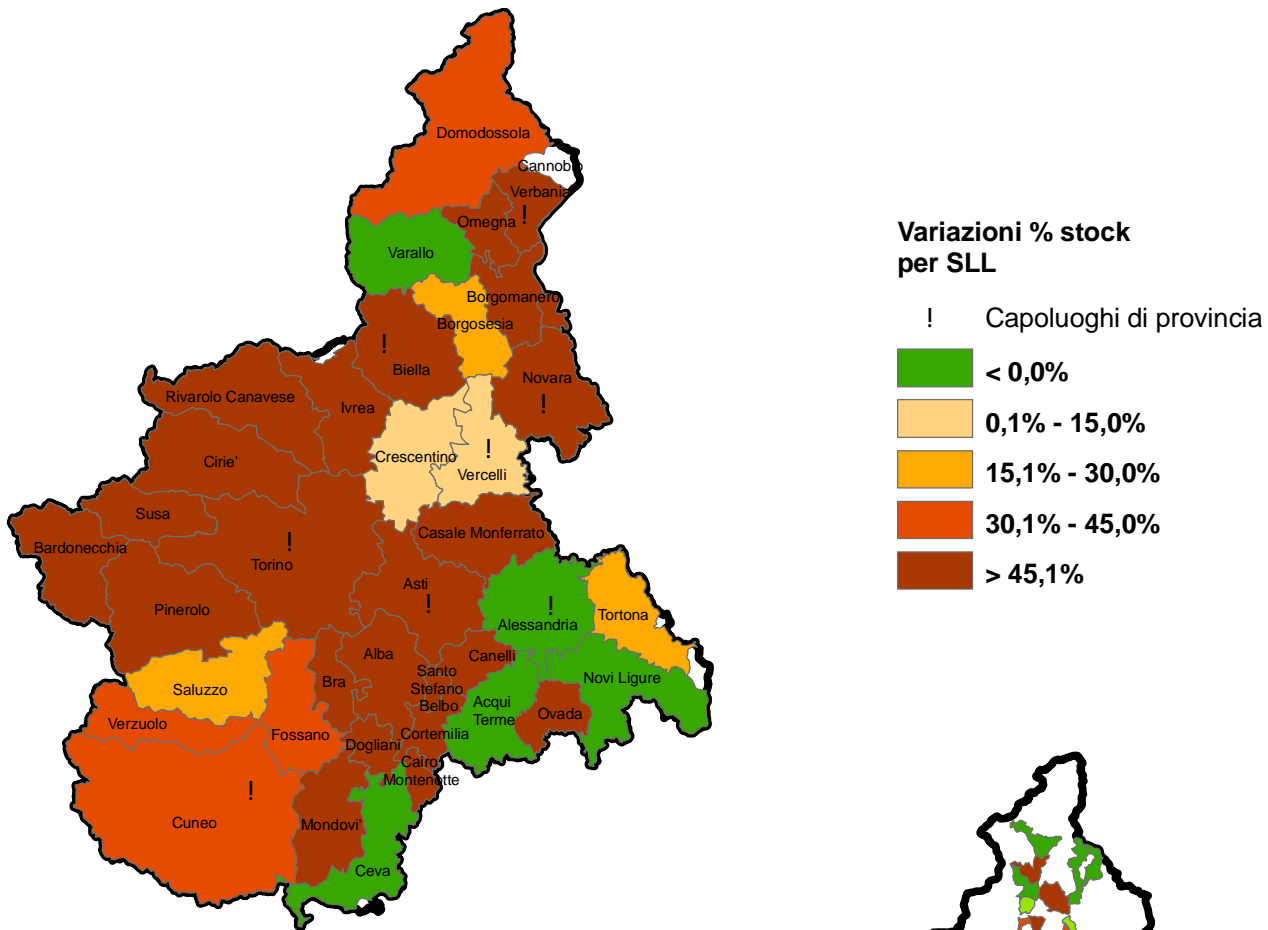 Domodossola
Cannobio
Verbania
!
Omegna
Varallo
Borgomanero
Borgosesia
!
Biella
Novara
!
Rivarolo Canavese
Ivrea
Cirie'
Crescentino
!
Vercelli
Susa
Casale Monferrato
Bardonecchia
!
Torino
Asti
!
Pinerolo
!
Alessandria
Tortona
Alba
Canelli
Santo
Stefano
Belbo
Bra
Saluzzo
Novi Ligure
Acqui
Terme
Ovada
Verzuolo
Fossano
Cortemilia
Dogliani
Cairo
Montenotte
!
Cuneo
Mondovi'
Ceva
Variazioni % stock
per SLL
! Capoluoghi di provincia
< 0,0%
0,1% - 15,0%
15,1% - 30,0%
30,1% - 45,0%
> 45,1%